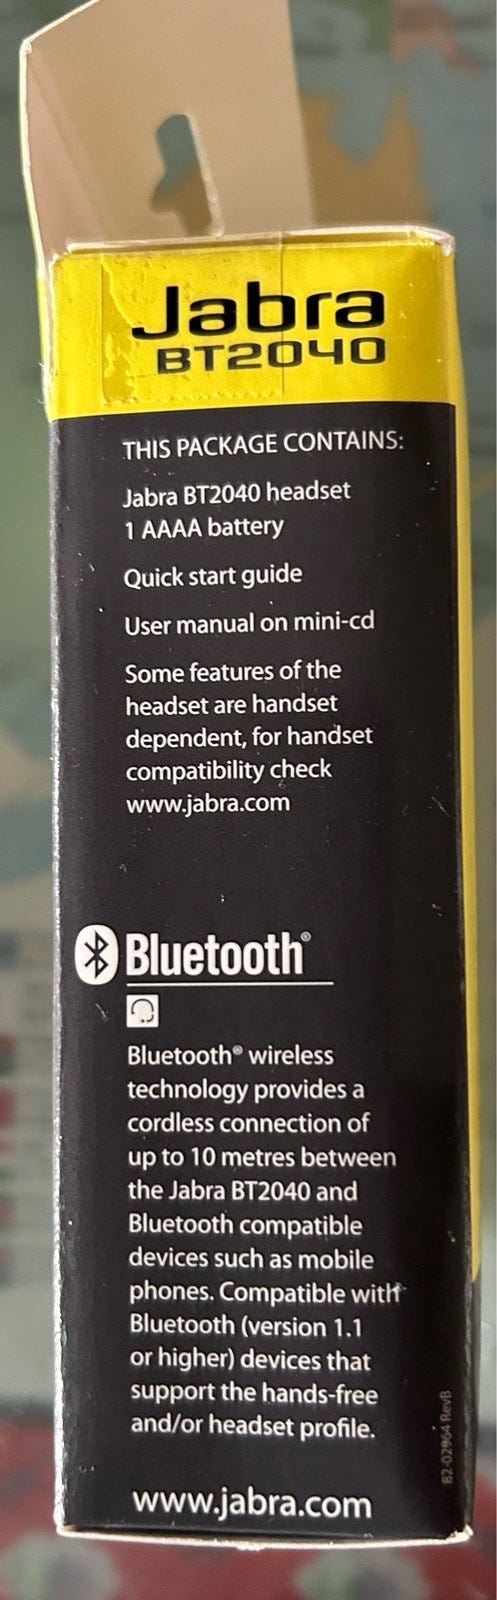 Jabra
BT2040
THIS PACKAGE CONTAINS:
Jabra BT2040 headset
1 AAAA battery
Quick start guide
User manual on mini-cd
Some features of the
headset are handset
dependent, for handset
compatibility check
www.jabra.com
Bluetooth®
Bluetooth® wireless
technology provides a
cordless connection of
up to 10 metres between
the Jabra BT2040 and
Bluetooth compatible
devices such as mobile
phones. Compatible with
Bluetooth (version 1.1
or higher) devices that
support the hands-free
and/or headset profile.
www.jabra.com
82-02964 RevB